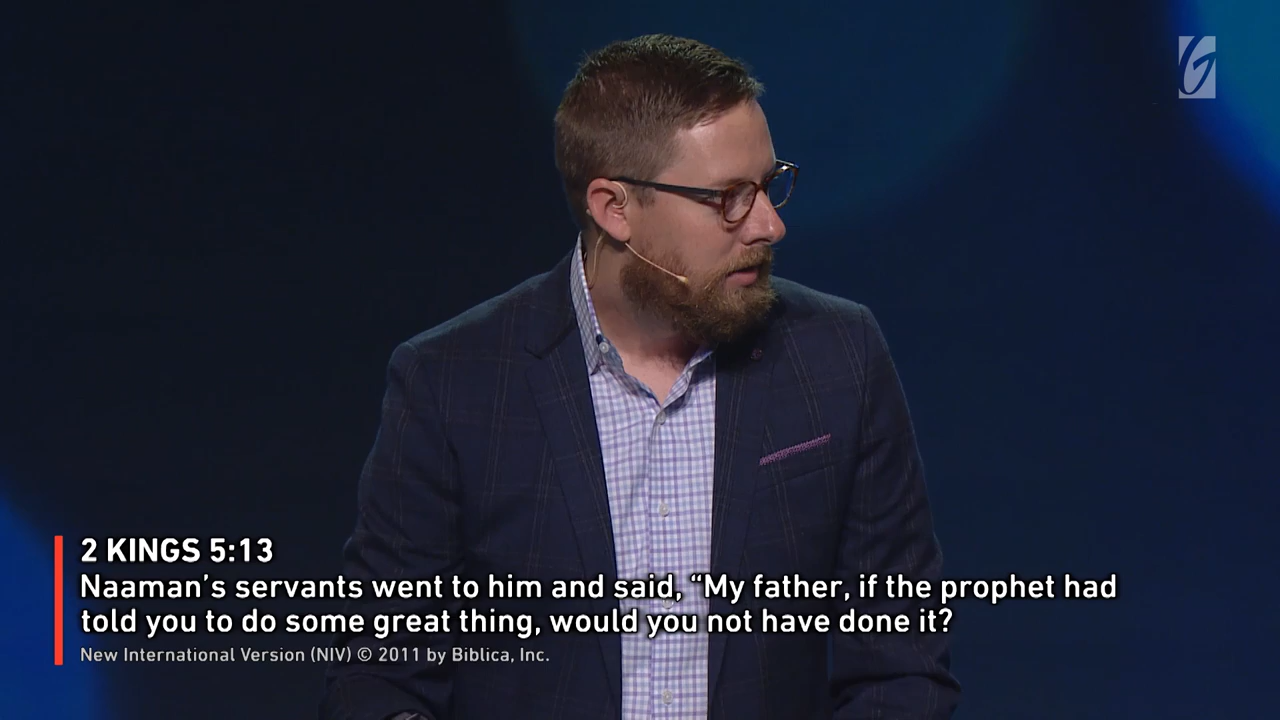 G
2 KINGS 5:13
Naaman’s servants went to him and said, “My father, if the prophet had
told you to do some great thing, would you not have done it?
New International Version (NIV) © 2011 by Biblica, Inc.